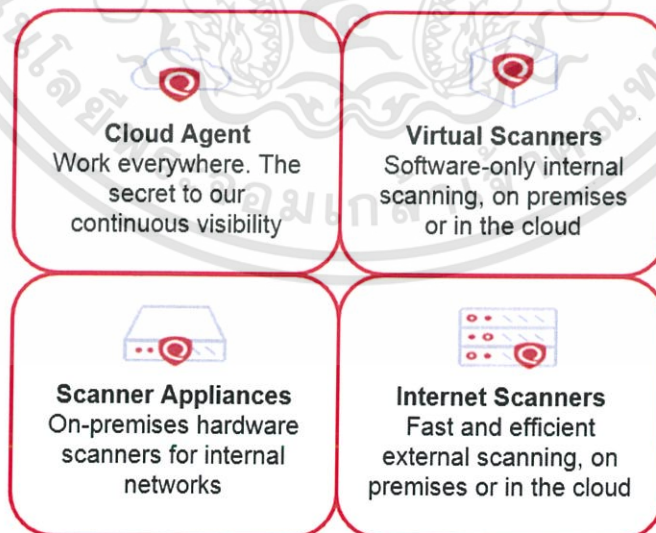 Cloud Agent
Work everywhere. The
secret to our
continuous visibility
Virtual Scanners
Software-only internal
scanning, on premises
or in the cloud
Scanner Appliances
On-premises hardware
scanners for internal
networks
Internet Scanners
Fast and efficient
external scanning, on
premises or in the cloud